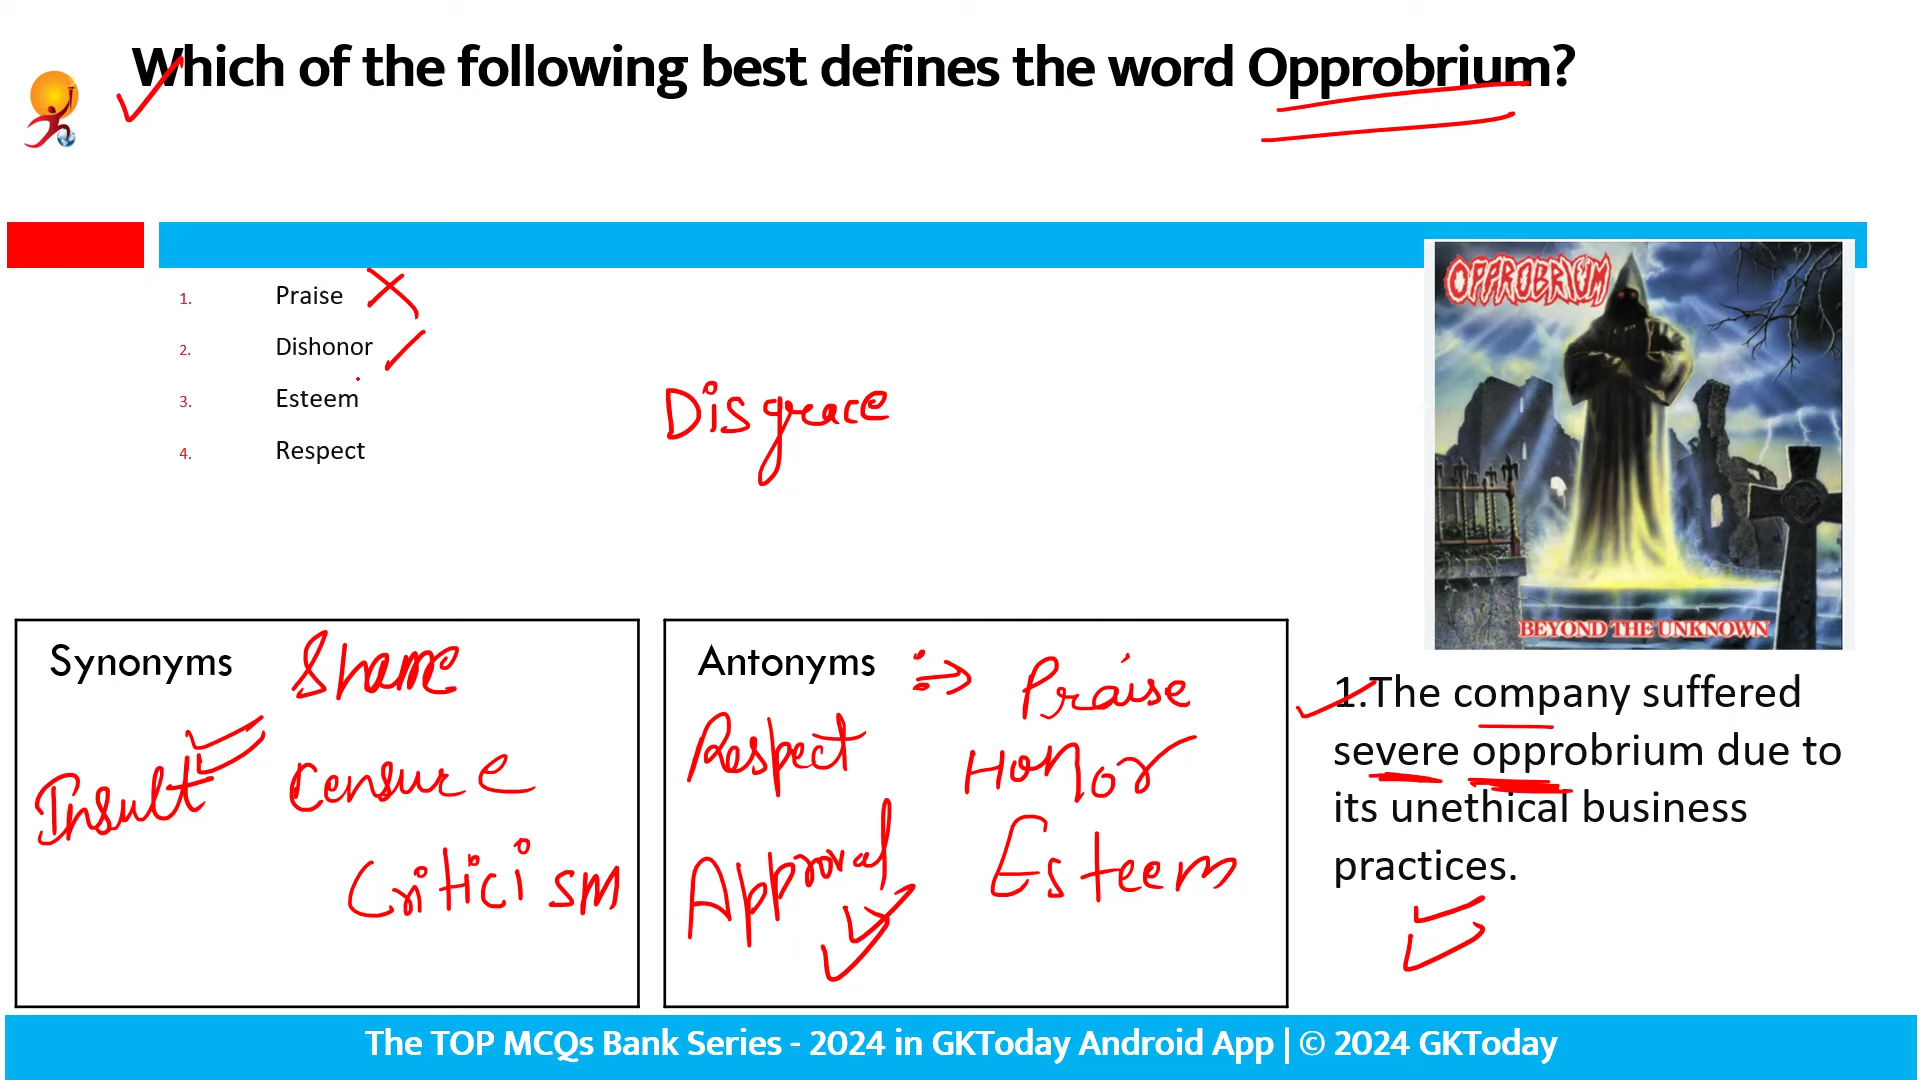 Which of the following best defines the word Opprobrium?
1. Praise
2. Dishonor
3. Esteem
4. Respect
Disgrace
OPPROBRIUM
BEYOND THE UNKNOWN
Synonyms Shame
Insult Censure
Criticism
Antonyms :⇒ Praise
Respect Honor
Approval Esteem
1.The company suffered
severe opprobrium due to
its unethical business
practices.
The TOP MCQs Bank Series - 2024 in GKToday Android App | © 2024 GKToday